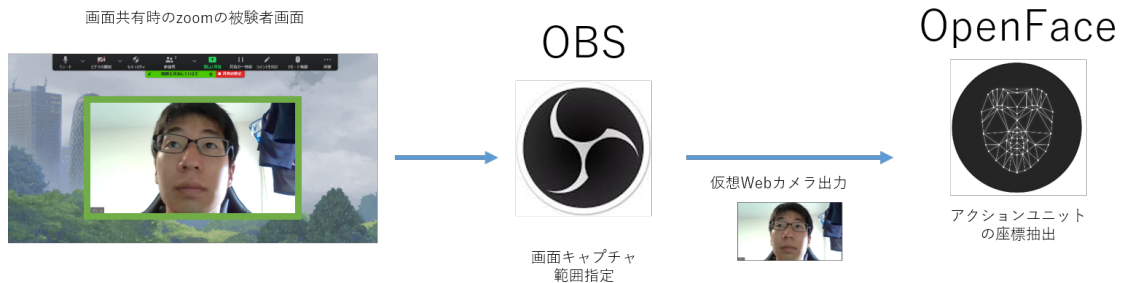 画面共有時のzoomの被験者画面
OBS
OpenFace
仮想Webカメラ出力
画面キャプチャ
範囲指定
アクションユニット
の座標抽出